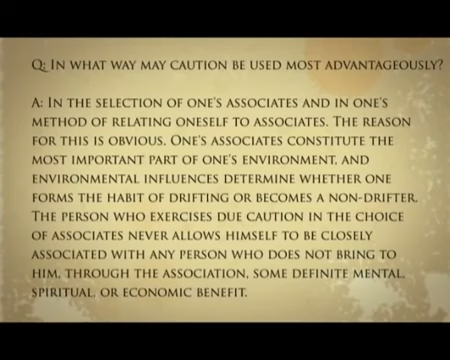 Q: In what way may caution be used most advantageously?
A: In the selection of one's associates and in one's
method of relating oneself to associates. The reason
for this is obvious. One's associates constitute the
most important part of one's environment, and
environmental influences determine whether one
forms the habit of drifting or becomes a non-drifter.
The person who exercises due caution in the choice
of associates never allows himself to be closely
associated with any person who does not bring to
him, through the association, some definite mental,
spiritual, or economic benefit.